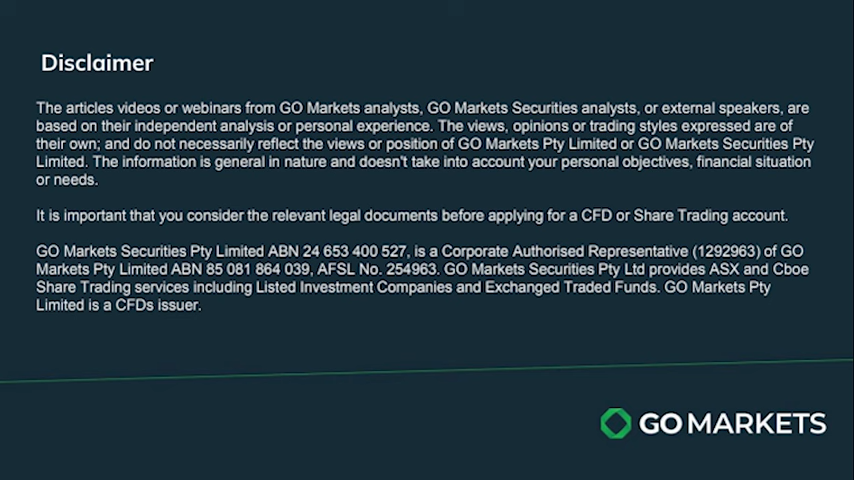 Disclaimer
The articles videos or webinars from GO Markets analysts, GO Markets Securities analysts, or external speakers, are
based on their independent analysis or personal experience. The views, opinions or trading styles expressed are of
their own; and do not necessarily reflect the views or position of GO Markets Pty Limited or GO Markets Securities Pty
Limited. The information is general in nature and doesn't take into account your personal objectives, financial situation
or needs.
It is important that you consider the relevant legal documents before applying for a CFD or Share Trading account.
GO Markets Securities Pty Limited ABN 24 653 400 527, is a Corporate Authorised Representative (1292963) of GO
Markets Pty Limited ABN 85 081 864 039, AFSL No. 254963. GO Markets Securities Pty Ltd provides ASX and Cboe
Share Trading services including Listed Investment Companies and Exchanged Traded Funds. GO Markets Pty
Limited is a CFDs issuer.
GO MARKETS